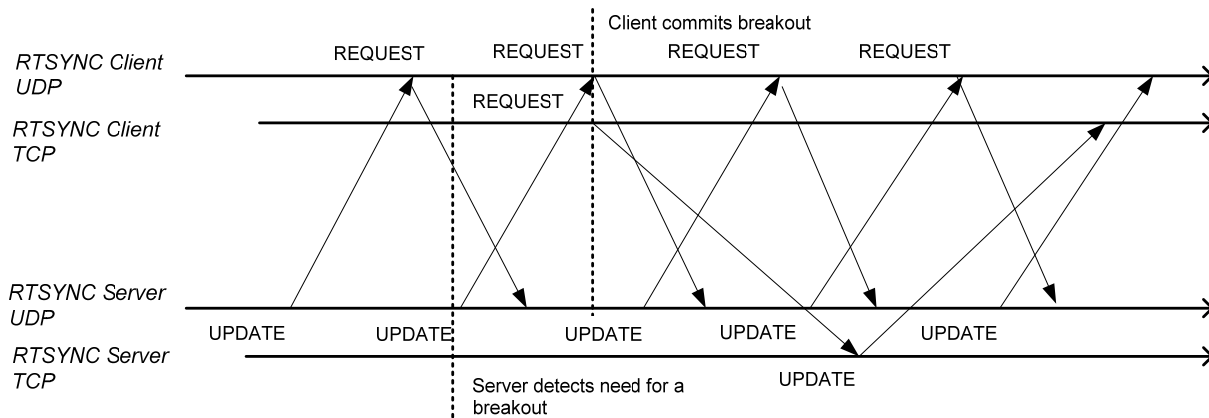 Client commits breakout
REQUEST REQUEST REQUEST REQUEST
RTSYNC Client
UDP
REQUEST
RTSYNC Client
TCP
RTSYNC Server
UDP
UPDATE UPDATE UPDATE UPDATE UPDATE
RTSYNC Server
TCP
UPDATE
Server detects need for a
breakout